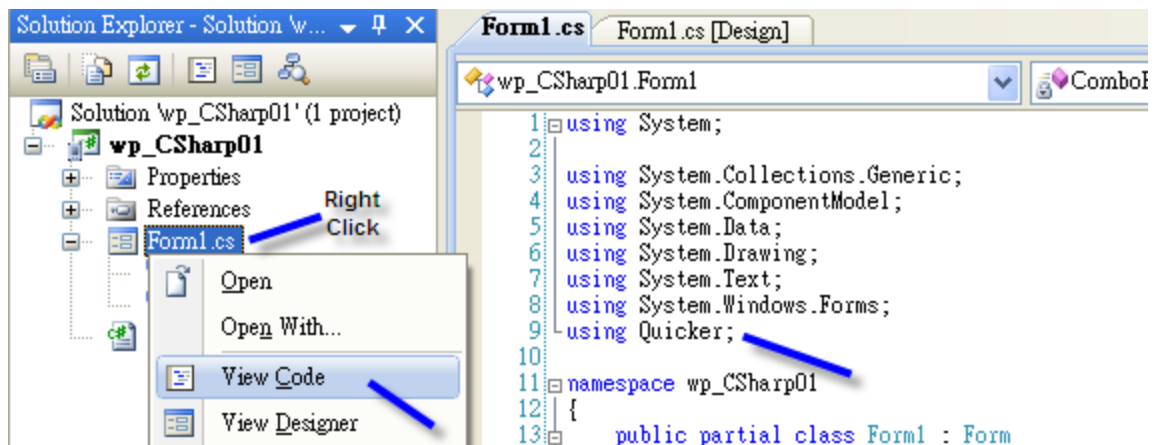 Solution Explorer - Solution 'w...
Solution 'wp_CSharp01' (1 project)
wp_CSharp01
Properties
References
Form1.cs
Right
Click
Open
Open With...
View Code
View Designer
Form1.cs
Form1.cs [Design]
wp_CSharp01.Form1
1 using System;
2
3 using System.Collections.Generic;
4 using System.ComponentModel;
5 using System.Data;
6 using System.Drawing;
7 using System.Text;
8 using System.Windows.Forms;
9 using Quicker;
10
11 namespace wp_CSharp01
12 {
13 public partial class Form1 : Form